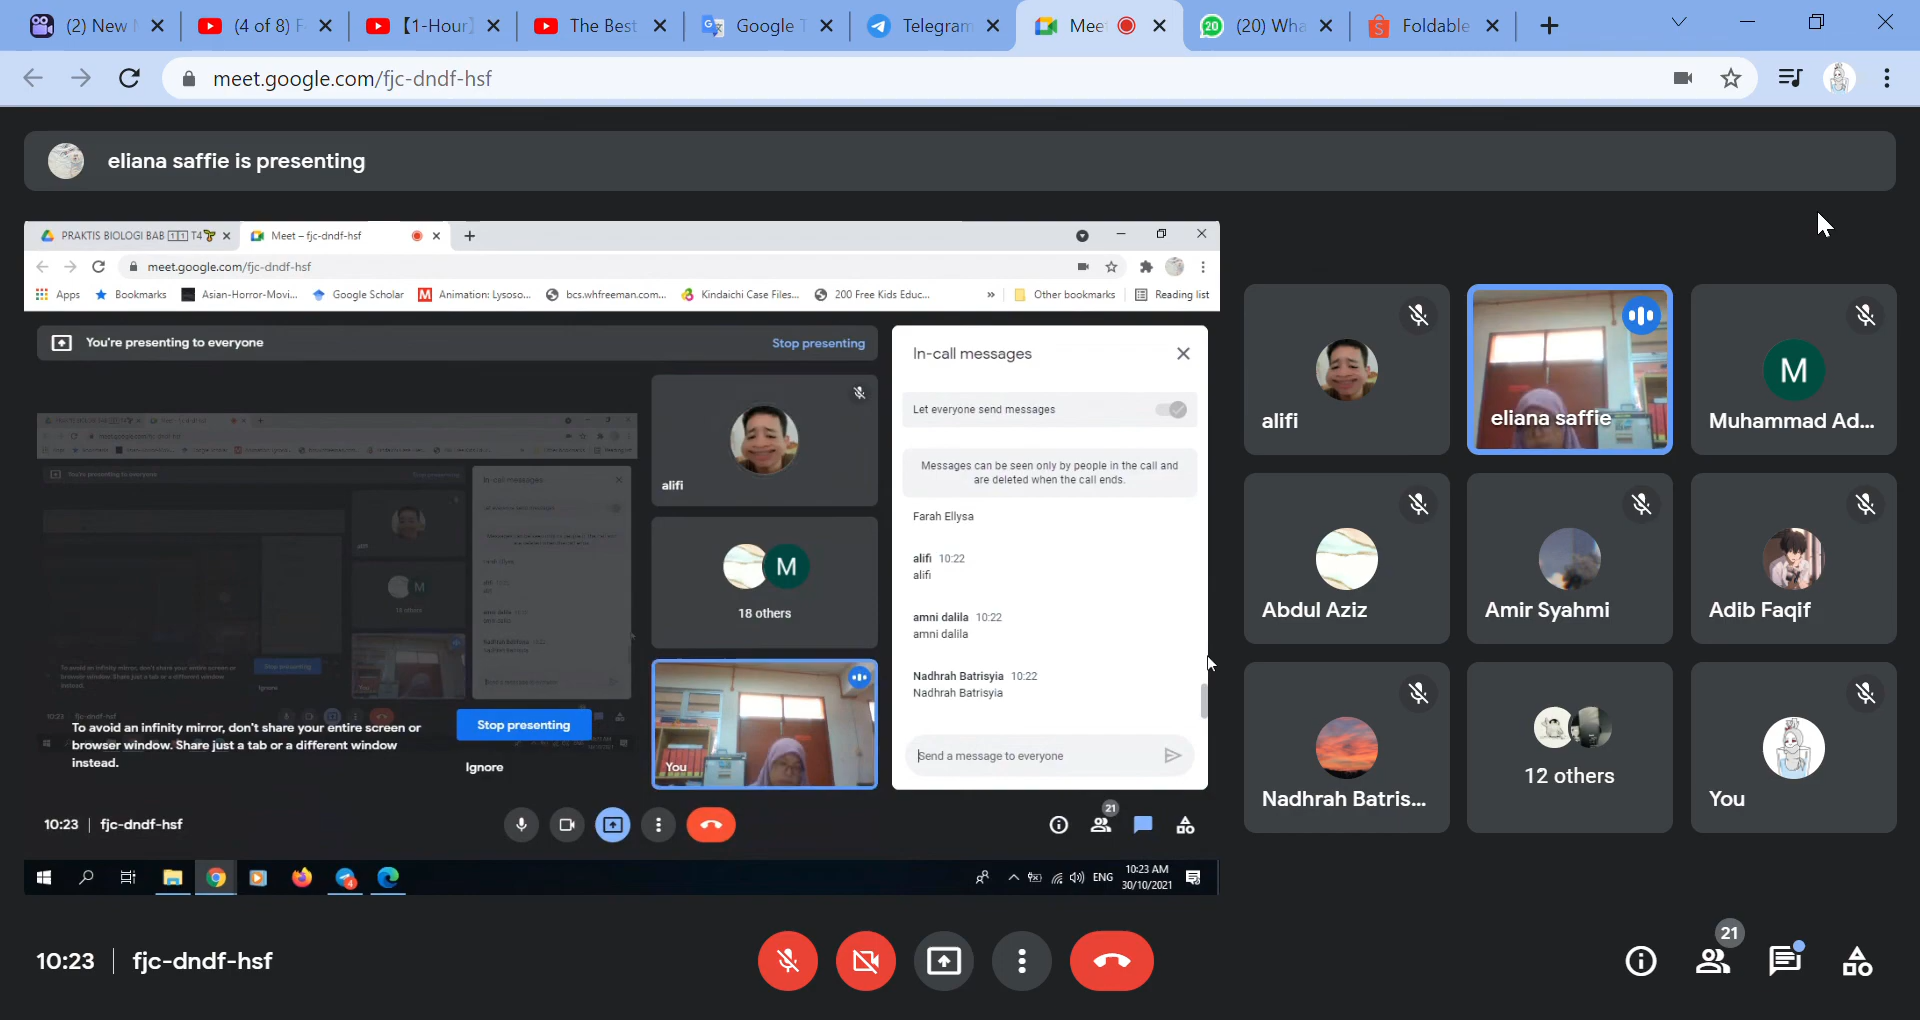 (2) New
(4 of 8) F
【1-Hour】
The Best
Google T
Telegram
Meet
(20) Wha
Foldable
meet.google.com/fjc-dndf-hsf
eliana saffie is presenting
PRAKTIS BIOLOGI BAB 1️⃣1️⃣ T4
Meet – fjc-dndf-hsf
meet.google.com/fjc-dndf-hsf
Apps
Bookmarks
Asian-Horror-Movi...
Google Scholar
Animation: Lysoso...
bcs.whfreeman.com...
Kindaichi Case Files...
200 Free Kids Educ...
»
Other bookmarks
Reading list
You're presenting to everyone
Stop presenting
alifi
M
18 others
You
In-call messages
Let everyone send messages
Messages can be seen only by people in the call and
are deleted when the call ends.
Farah Ellysa
alifi 10:22
alifi
amni dalila 10:22
amni dalila
Nadhrah Batrisyia 10:22
Nadhrah Batrisyia
Send a message to everyone
To avoid an infinity mirror, don't share your entire screen or
browser window. Share just a tab or a different window
instead.
Stop presenting
Ignore
10:23 | fjc-dndf-hsf
21
ENG
10:23 AM
30/10/2021
alifi
eliana saffie
M
Muhammad Ad...
Abdul Aziz
Amir Syahmi
Adib Faqif
Nadhrah Batris...
12 others
You
10:23 | fjc-dndf-hsf
21